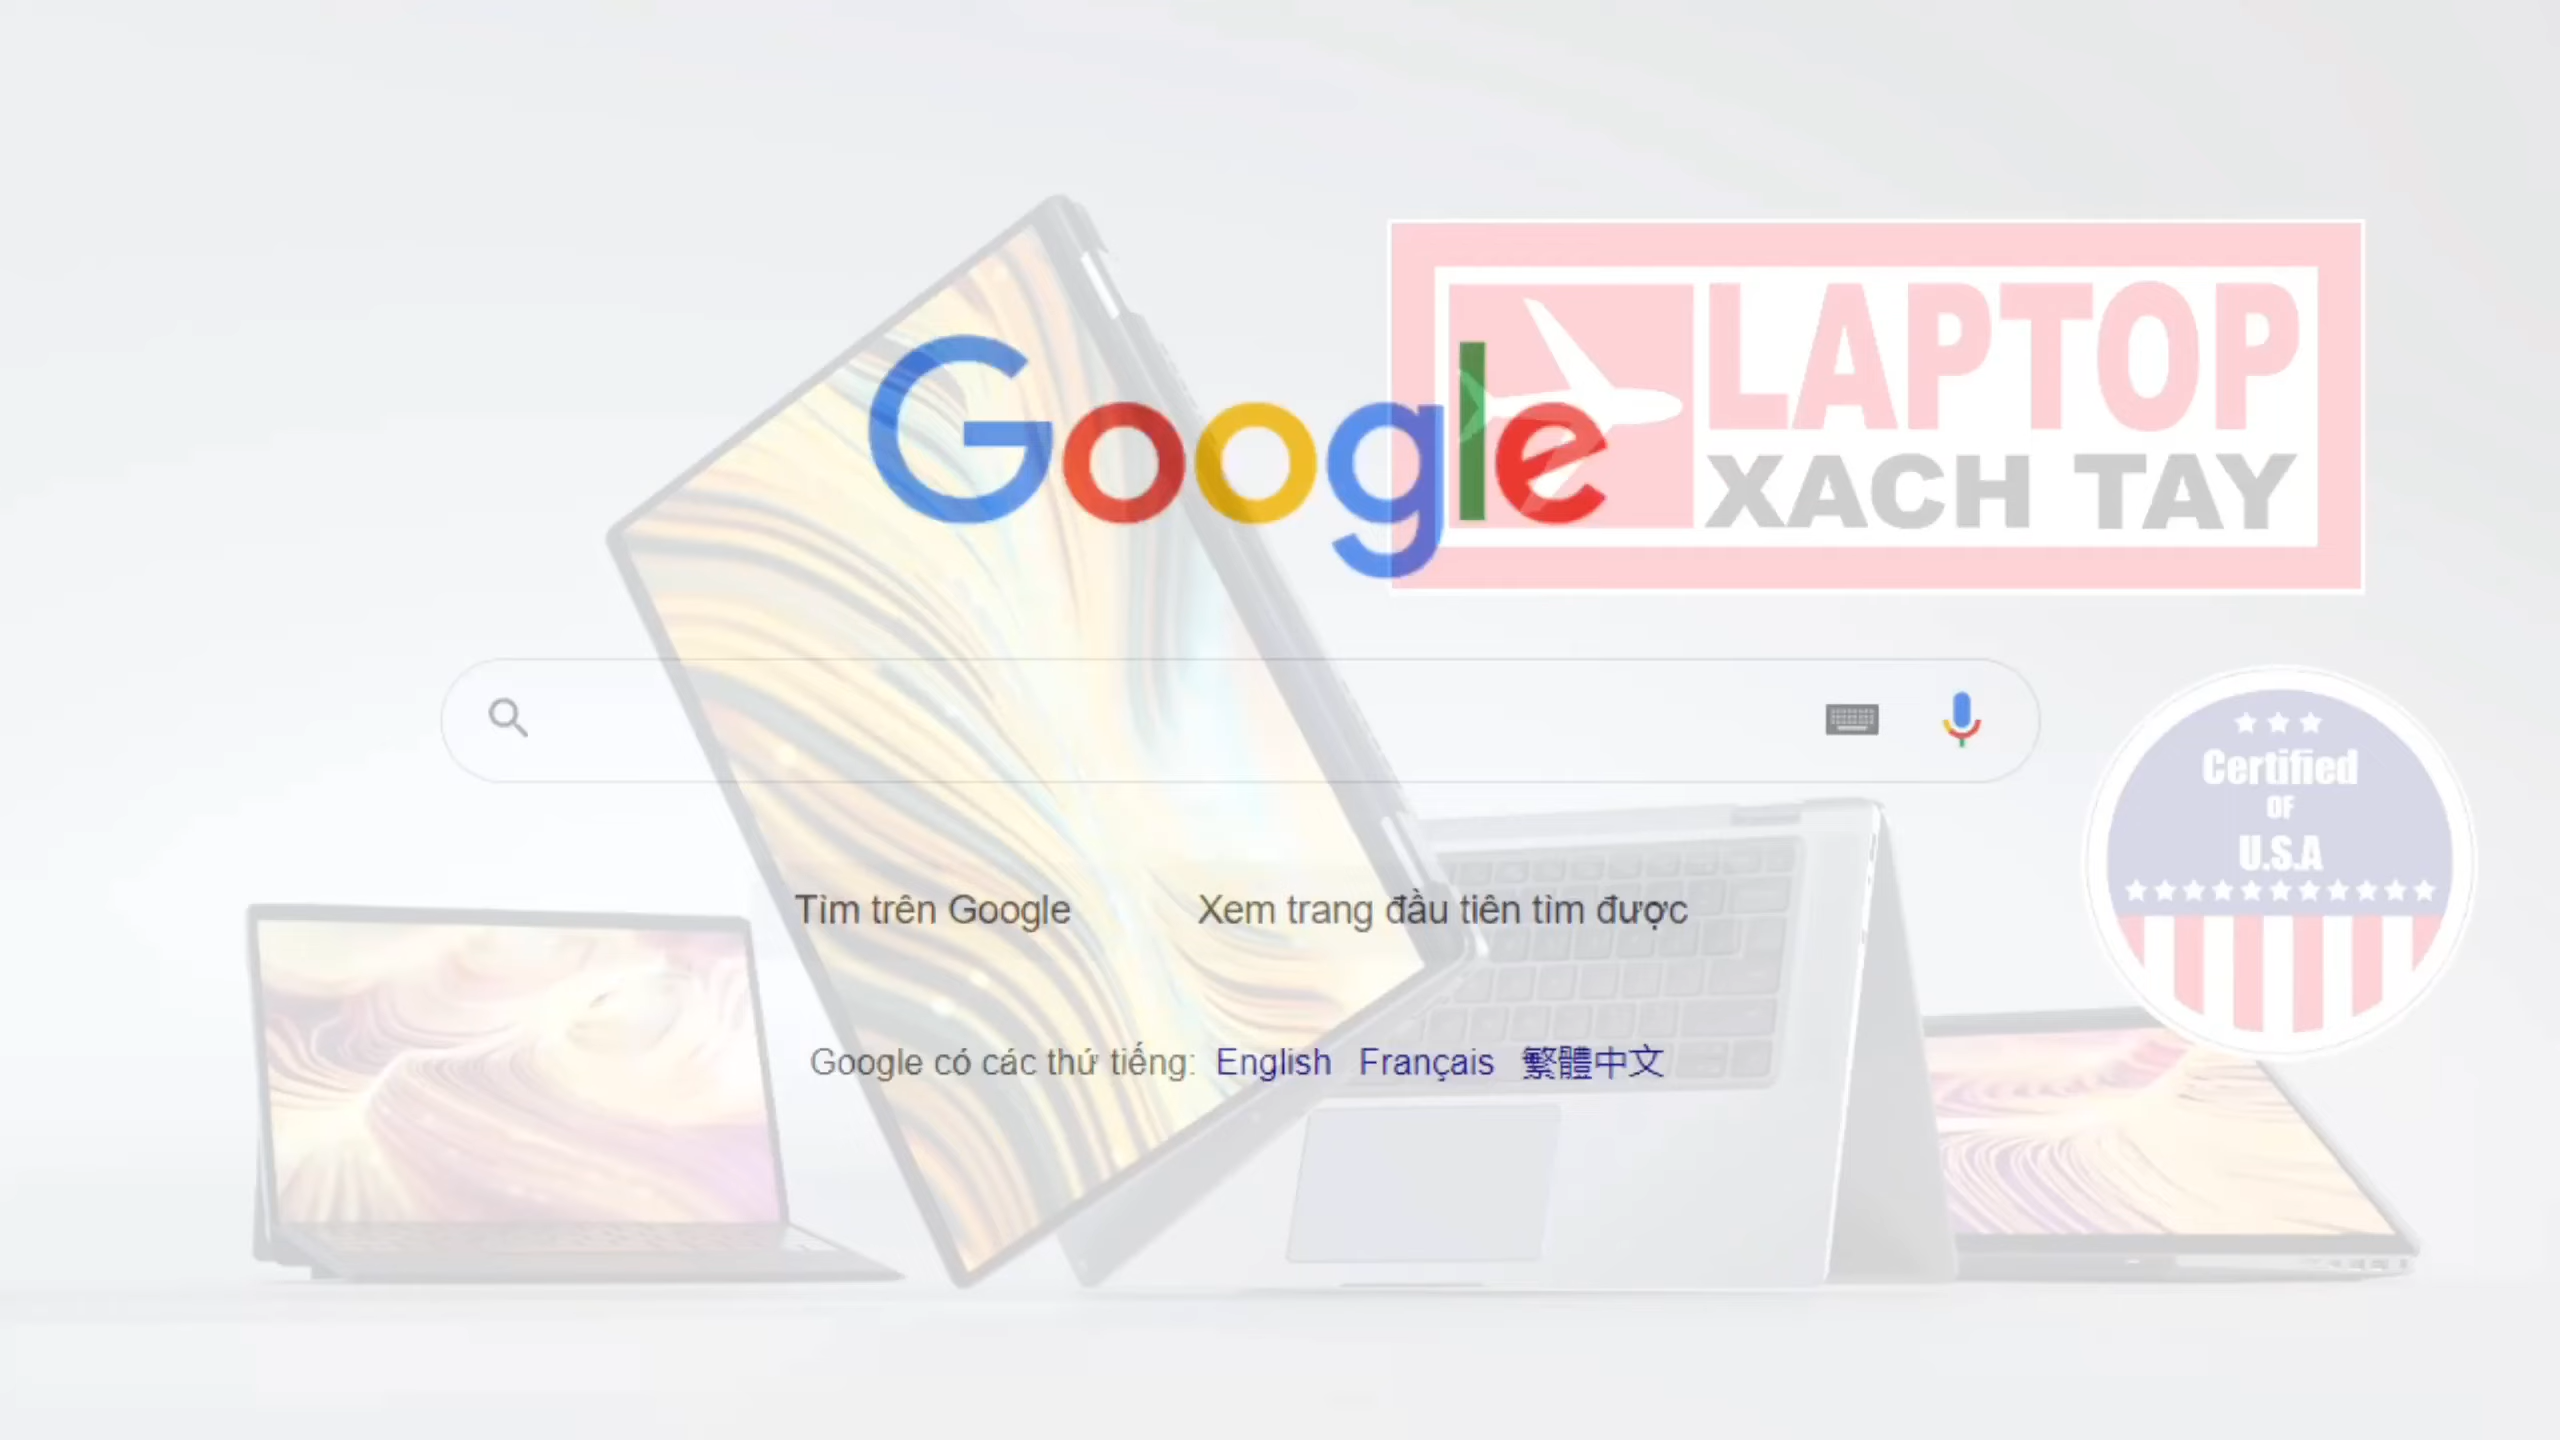 Google
LAPTOP
XACH TAY
Certified
OF
U.S.A
Tìm trên Google
Xem trang đầu tiên tìm được
Google có các thứ tiếng: English Français 繁體中文